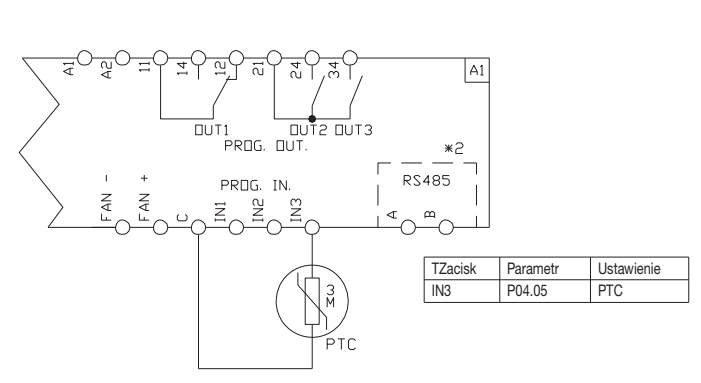 A1 A2 11 14 12 21 24 34
A1
OUT1 OUT2 OUT3
PROG. OUT.
*2
RS485
PROG. IN.
FAN - FAN + C IN1 IN2 IN3 A B
3
M
PTC
TZacisk Parametr Ustawienie
IN3 P04.05 PTC